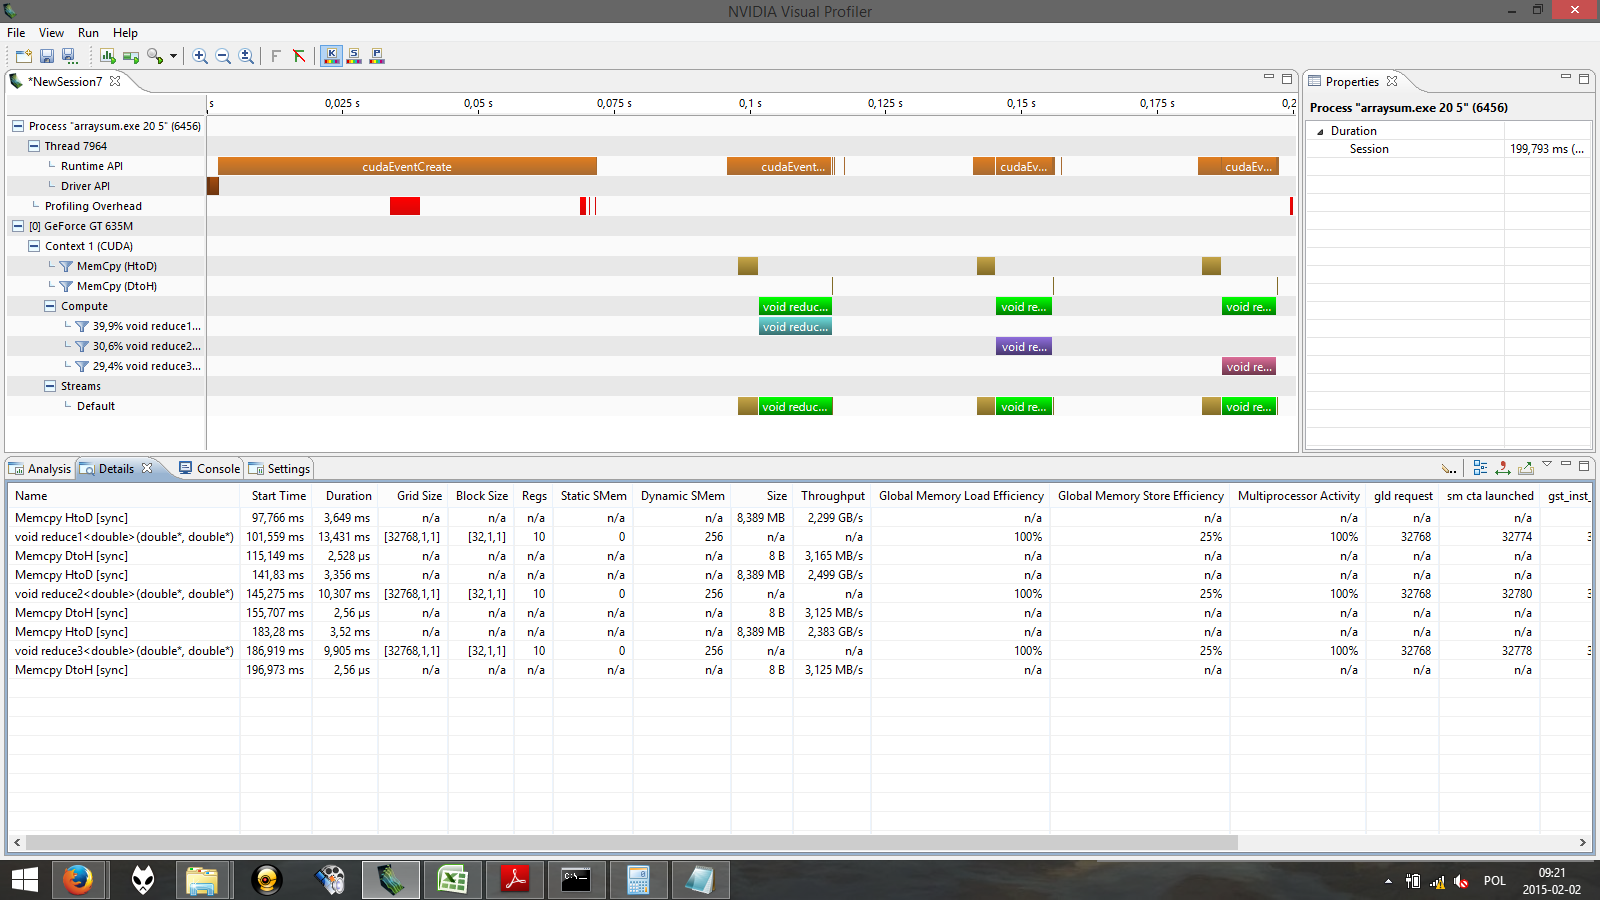 NVIDIA Visual Profiler
File View Run Help
*NewSession7
Properties
s 0,025 s 0,05 s 0,075 s 0,1 s 0,125 s 0,15 s 0,175 s 0,2
Process "arraysum.exe 20 5" (6456)
Process "arraysum.exe 20 5" (6456)
Duration
Thread 7964
Session 199,793 ms (...
Runtime API cudaEventCreate cudaEvent... cudaEv... cudaEv...
Driver API
Profiling Overhead
[0] GeForce GT 635M
Context 1 (CUDA)
MemCpy (HtoD)
MemCpy (DtoH)
Compute void reduc... void re... void re...
39,9% void reduce1... void reduc...
30,6% void reduce2... void re...
29,4% void reduce3... void re...
Streams
Default void reduc... void re... void re...
Analysis Details Console Settings
Name Start Time Duration Grid Size Block Size Regs Static SMem Dynamic SMem Size Throughput Global Memory Load Efficiency Global Memory Store Efficiency Multiprocessor Activity gld request sm cta launched gst_inst_
Memcpy HtoD [sync] 97,766 ms 3,649 ms n/a n/a n/a n/a n/a 8,389 MB 2,299 GB/s n/a n/a n/a n/a n/a
void reduce1<double>(double*, double*) 101,559 ms 13,431 ms [32768,1,1] [32,1,1] 10 0 256 n/a n/a 100% 25% 100% 32768 32774 3
Memcpy DtoH [sync] 115,149 ms 2,528 µs n/a n/a n/a n/a n/a 8 B 3,165 MB/s n/a n/a n/a n/a n/a
Memcpy HtoD [sync] 141,83 ms 3,356 ms n/a n/a n/a n/a n/a 8,389 MB 2,499 GB/s n/a n/a n/a n/a n/a
void reduce2<double>(double*, double*) 145,275 ms 10,307 ms [32768,1,1] [32,1,1] 10 0 256 n/a n/a 100% 25% 100% 32768 32780 3
Memcpy DtoH [sync] 155,707 ms 2,56 µs n/a n/a n/a n/a n/a 8 B 3,125 MB/s n/a n/a n/a n/a n/a
Memcpy HtoD [sync] 183,28 ms 3,52 ms n/a n/a n/a n/a n/a 8,389 MB 2,383 GB/s n/a n/a n/a n/a n/a
void reduce3<double>(double*, double*) 186,919 ms 9,905 ms [32768,1,1] [32,1,1] 10 0 256 n/a n/a 100% 25% 100% 32768 32778 3
Memcpy DtoH [sync] 196,973 ms 2,56 µs n/a n/a n/a n/a n/a 8 B 3,125 MB/s n/a n/a n/a n/a n/a
POL
09:21
2015-02-02